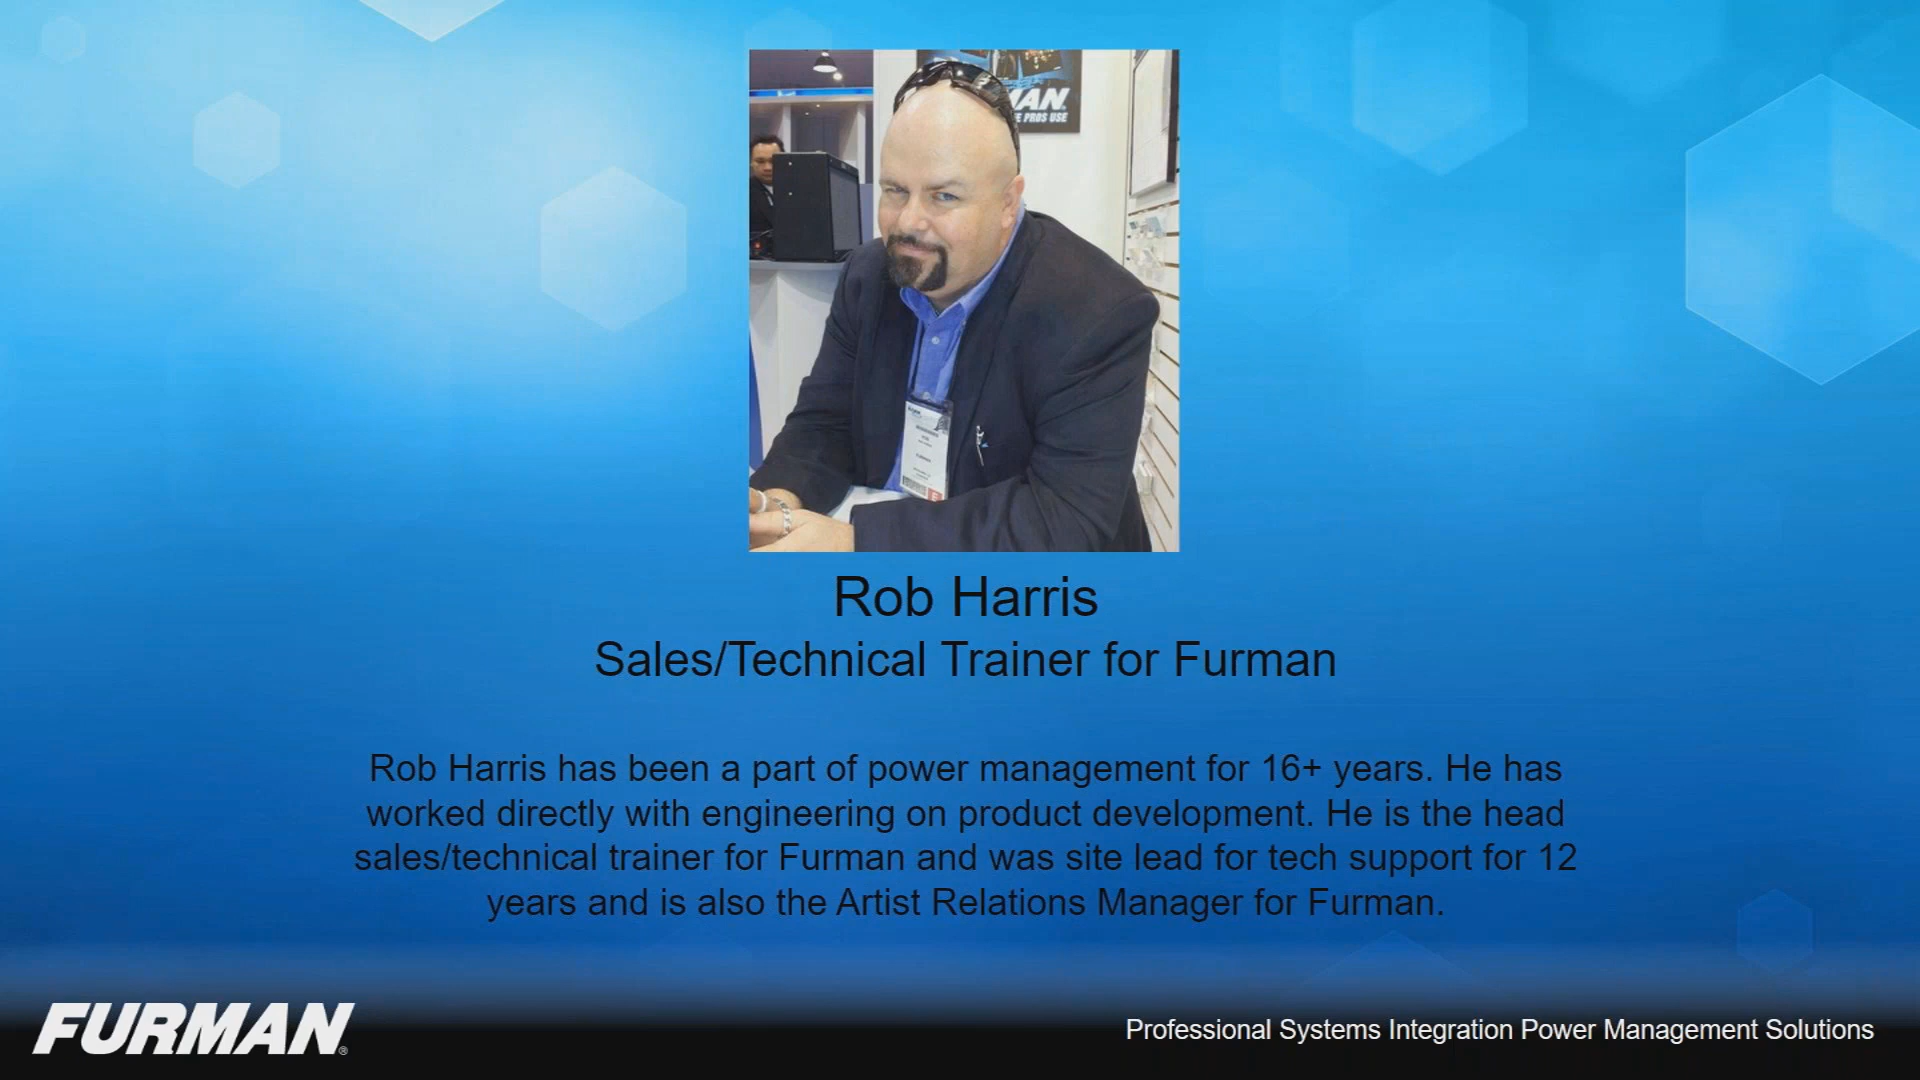 MAN
E PROS USE
Rob Harris
Sales/Technical Trainer for Furman
Rob Harris has been a part of power management for 16+ years. He has
worked directly with engineering on product development. He is the head
sales/technical trainer for Furman and was site lead for tech support for 12
years and is also the Artist Relations Manager for Furman.
FURMAN®
Professional Systems Integration Power Management Solutions